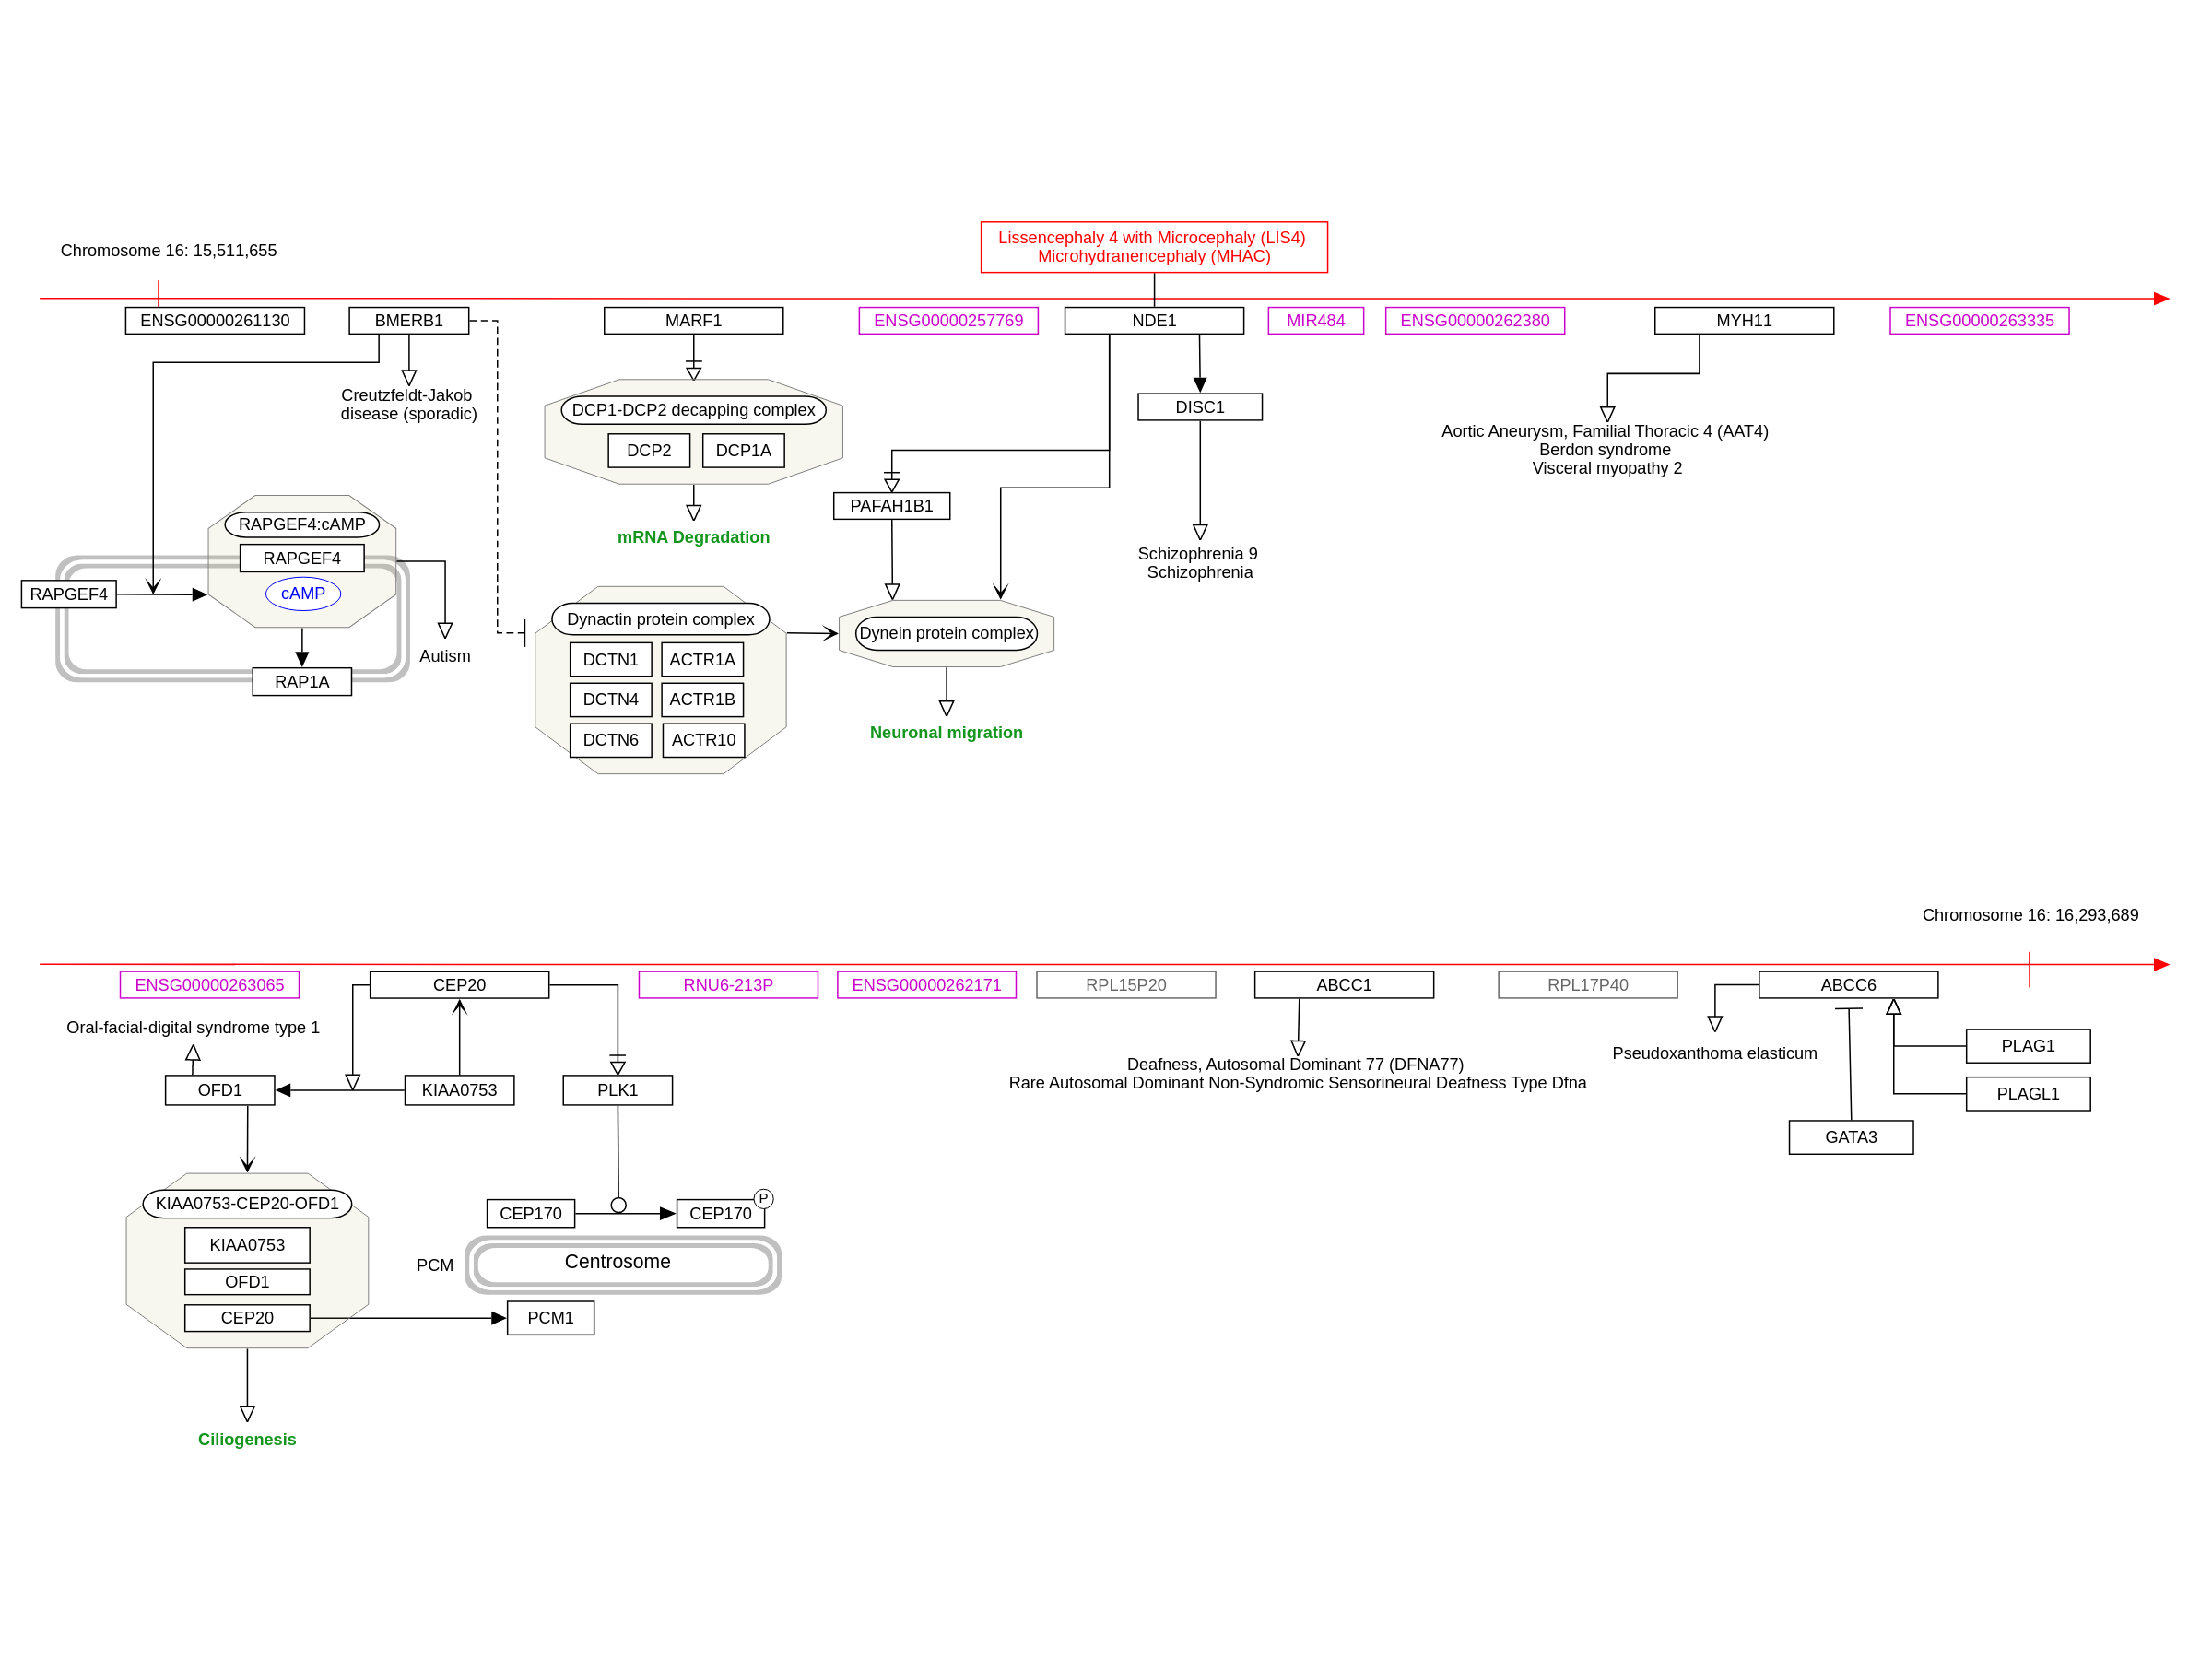 Lissencephaly 4 with Microcephaly (LIS4)
Microhydranencephaly (MHAC)
Chromosome 16: 15,511,655
ENSG00000261130
BMERB1
MARF1
ENSG00000257769
NDE1
MIR484
ENSG00000262380
MYH11
ENSG00000263335
Creutzfeldt-Jakob
disease (sporadic)
DCP1-DCP2 decapping complex
DCP2
DCP1A
DISC1
Aortic Aneurysm, Familial Thoracic 4 (AAT4)
Berdon syndrome
Visceral myopathy 2
PAFAH1B1
RAPGEF4:cAMP
RAPGEF4
cAMP
RAPGEF4
mRNA Degradation
Schizophrenia 9
Schizophrenia
Autism
RAP1A
Dynactin protein complex
DCTN1
ACTR1A
DCTN4
ACTR1B
DCTN6
ACTR10
Dynein protein complex
Neuronal migration
Chromosome 16: 16,293,689
ENSG00000263065
CEP20
RNU6-213P
ENSG00000262171
RPL15P20
ABCC1
RPL17P40
ABCC6
Oral-facial-digital syndrome type 1
OFD1
KIAA0753
PLK1
Deafness, Autosomal Dominant 77 (DFNA77)
Rare Autosomal Dominant Non-Syndromic Sensorineural Deafness Type Dfna
Pseudoxanthoma elasticum
PLAG1
PLAGL1
GATA3
KIAA0753-CEP20-OFD1
KIAA0753
OFD1
CEP20
CEP170
CEP170
P
PCM
Centrosome
PCM1
Ciliogenesis